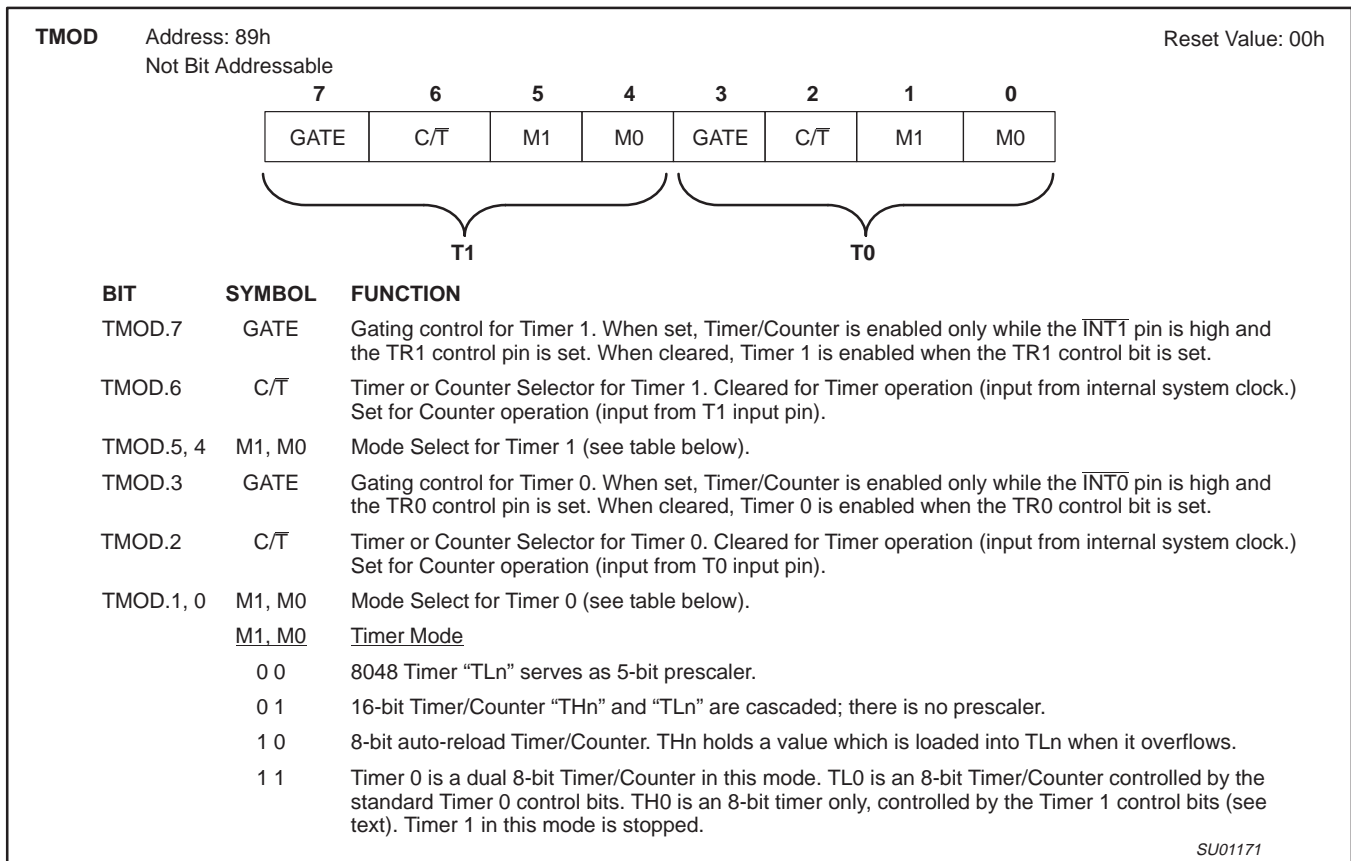 TMOD Address: 89h Reset Value: 00h
Not Bit Addressable
7 6 5 4 3 2 1 0
GATE C/T̅ M1 M0 GATE C/T̅ M1 M0
T1 T0
BIT SYMBOL FUNCTION
TMOD.7 GATE Gating control for Timer 1. When set, Timer/Counter is enabled only while the I̅N̅T̅1̅ pin is high and
the TR1 control pin is set. When cleared, Timer 1 is enabled when the TR1 control bit is set.
TMOD.6 C/T̅ Timer or Counter Selector for Timer 1. Cleared for Timer operation (input from internal system clock.)
Set for Counter operation (input from T1 input pin).
TMOD.5, 4 M1, M0 Mode Select for Timer 1 (see table below).
TMOD.3 GATE Gating control for Timer 0. When set, Timer/Counter is enabled only while the I̅N̅T̅0̅ pin is high and
the TR0 control pin is set. When cleared, Timer 0 is enabled when the TR0 control bit is set.
TMOD.2 C/T̅ Timer or Counter Selector for Timer 0. Cleared for Timer operation (input from internal system clock.)
Set for Counter operation (input from T0 input pin).
TMOD.1, 0 M1, M0 Mode Select for Timer 0 (see table below).
M1, M0 Timer Mode
0 0 8048 Timer “TLn” serves as 5-bit prescaler.
0 1 16-bit Timer/Counter “THn” and “TLn” are cascaded; there is no prescaler.
1 0 8-bit auto-reload Timer/Counter. THn holds a value which is loaded into TLn when it overflows.
1 1 Timer 0 is a dual 8-bit Timer/Counter in this mode. TL0 is an 8-bit Timer/Counter controlled by the
standard Timer 0 control bits. TH0 is an 8-bit timer only, controlled by the Timer 1 control bits (see
text). Timer 1 in this mode is stopped.
SU01171